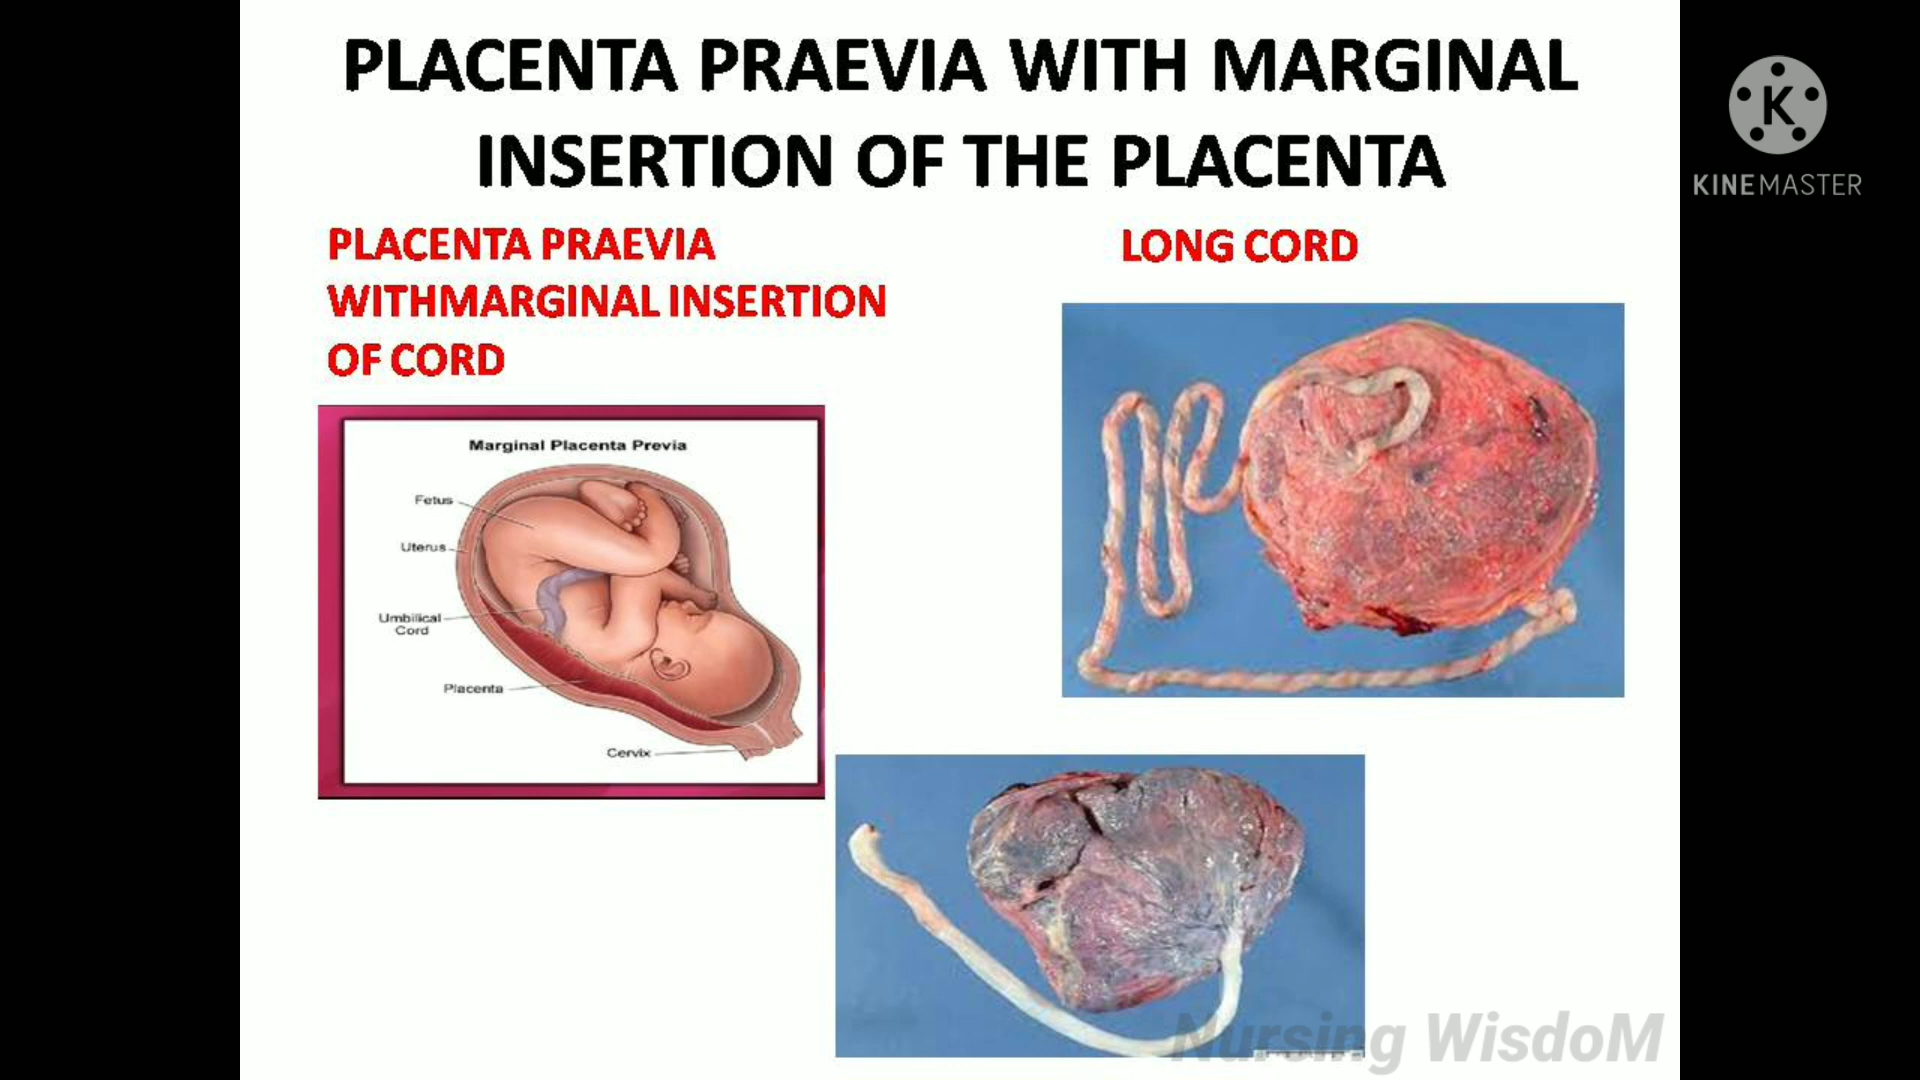 PLACENTA PRAEVIA WITH MARGINAL
INSERTION OF THE PLACENTA
PLACENTA PRAEVIA
WITHMARGINAL INSERTION
OF CORD
LONG CORD
Marginal Placenta Previa
Fetus
Uterus
Umbilical
Cord
Placenta
Cervix
K
KINEMASTER
Nursing WisdoM